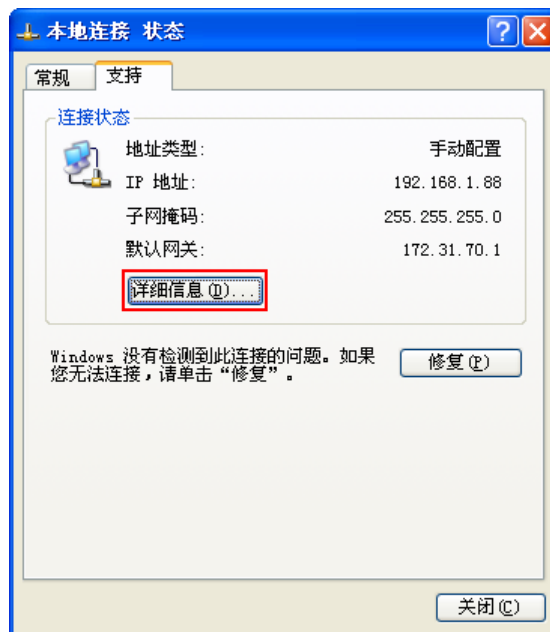 本地连接 状态
常规 支持
连接状态
地址类型: 手动配置
IP 地址: 192.168.1.88
子网掩码: 255.255.255.0
默认网关: 172.31.70.1
详细信息(D)...
Windows 没有检测到此连接的问题。如果
您无法连接，请单击“修复”。
修复(P)
关闭(C)